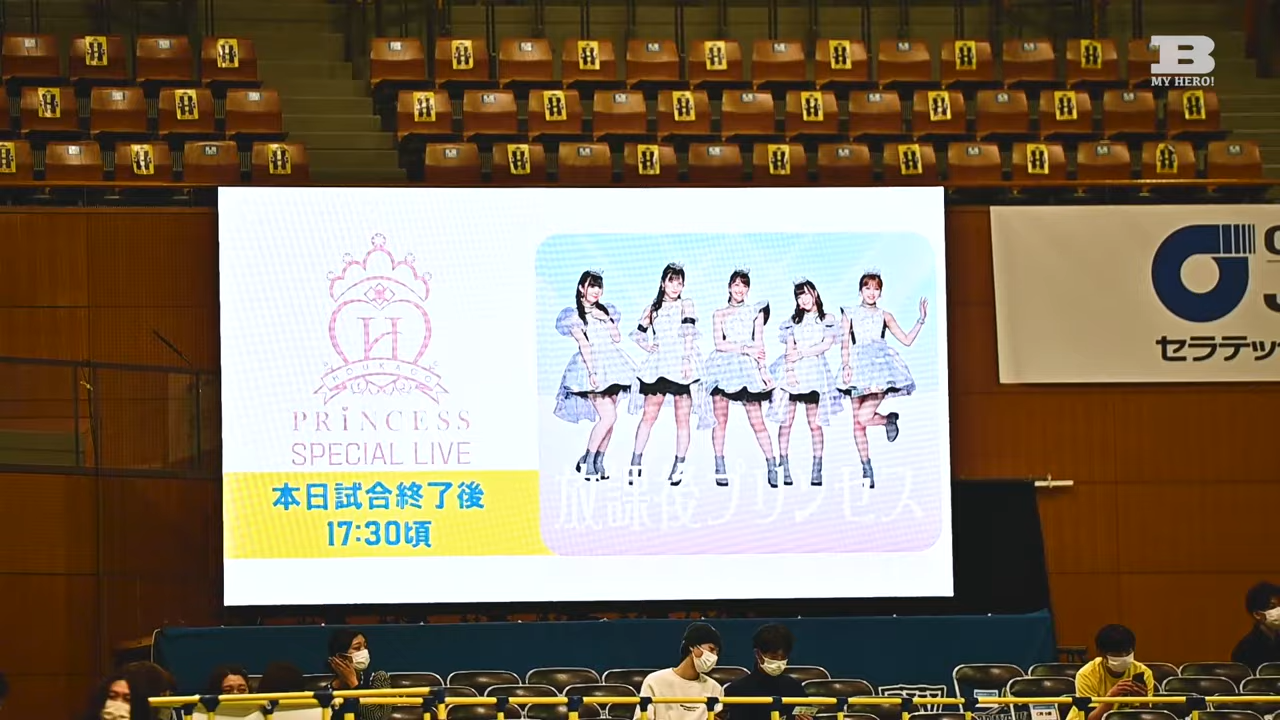 B
MY HERO!
H
HOUKAGO
PRiNCESS
SPECIAL LIVE
本日試合終了後
17:30頃
放課後プリンセス
セラテッ